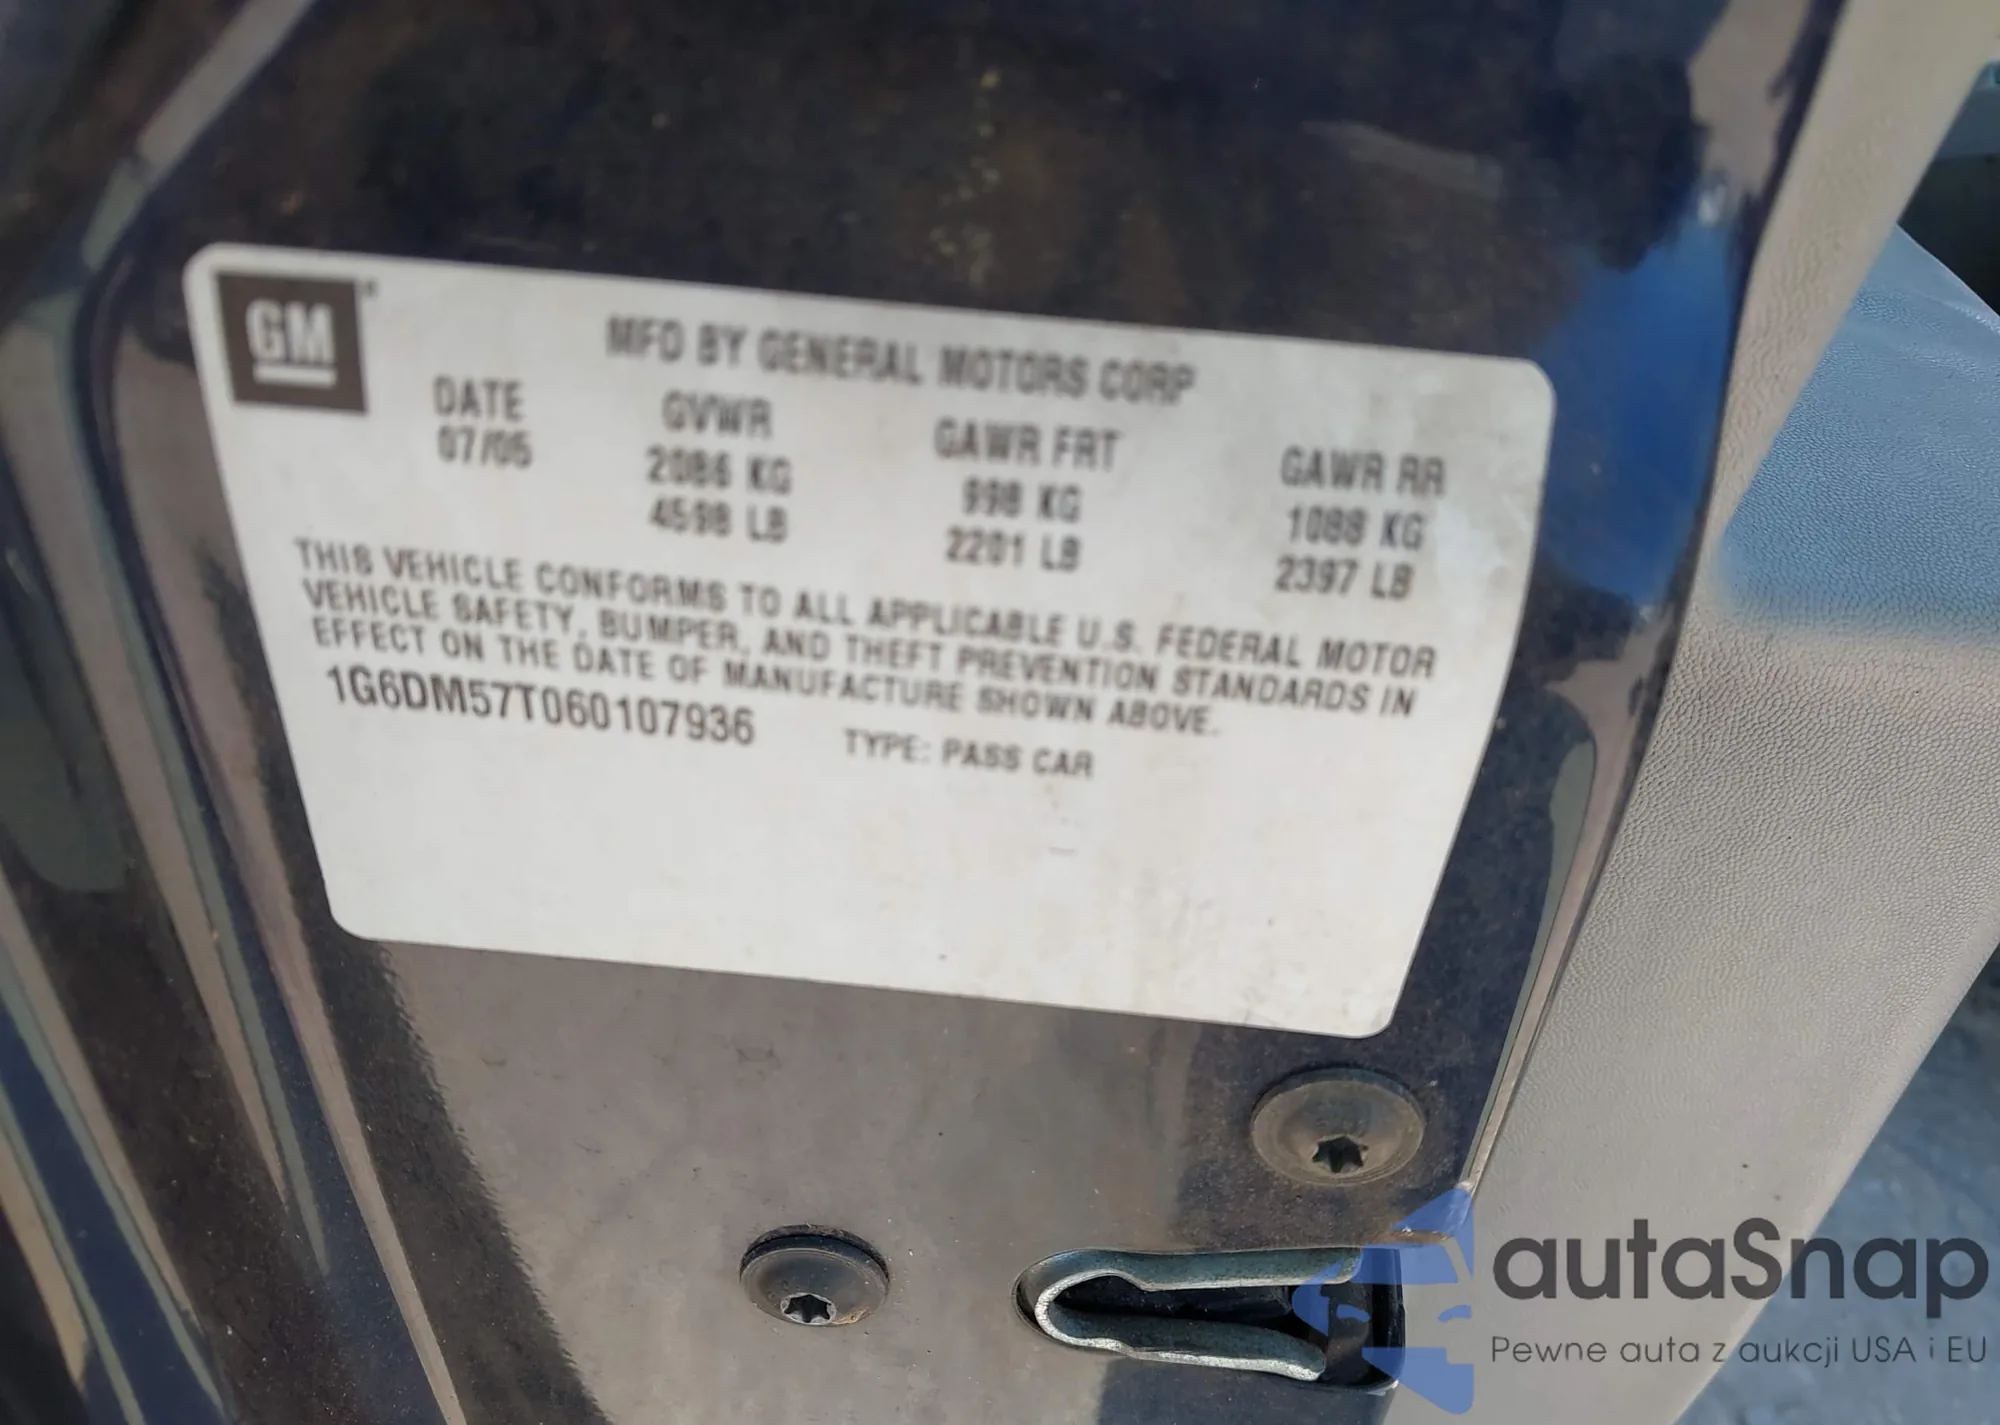 GM
MFD BY GENERAL MOTORS CORP
DATE GVWR GAWR FRT GAWR RR
07/05 2086 KG 998 KG 1088 KG
4598 LB 2201 LB 2397 LB
THIS VEHICLE CONFORMS TO ALL APPLICABLE U.S. FEDERAL MOTOR
VEHICLE SAFETY, BUMPER, AND THEFT PREVENTION STANDARDS IN
EFFECT ON THE DATE OF MANUFACTURE SHOWN ABOVE.
1G6DM57T060107936 TYPE: PASS CAR
autaSnap
Pewne auta z aukcji USA i EU